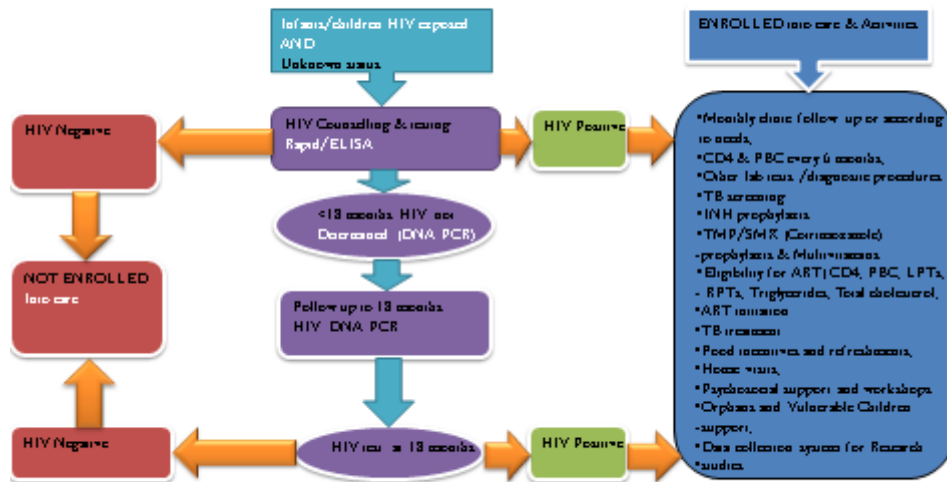 Infants/children HIV exposed
AND
Unknown status
ENROLLED into care & Activities
HIV Negative
HIV Counselling & testing
Rapid/ELISA
HIV Positive
•Monthly clinic follow up or according
to needs,
•CD4 & FBC every 6 months,
•Other lab tests /diagnostic procedures
•TB screening
•INH prophylaxis
•TMP/SMX (Cotrimoxazole)
-prophylaxis & Multivitamins
•Eligibility for ART( CD4, FBC, LFTs,
- RFTs, Triglycerides, Total cholesterol,
•ART initiation
•TB treatment
•Food incentives and refreshments,
•Home visits,
•Psychosocial support and workshops
•Orphans and Vulnerable Children
-support,
•Data collection system for Research
studies
<18 months HIV not
(DNA PCR)
NOT ENROLLED
Into care
Follow up to 18 months
HIV DNA PCR
HIV Negative
HIV test at 18 months
HIV Positive